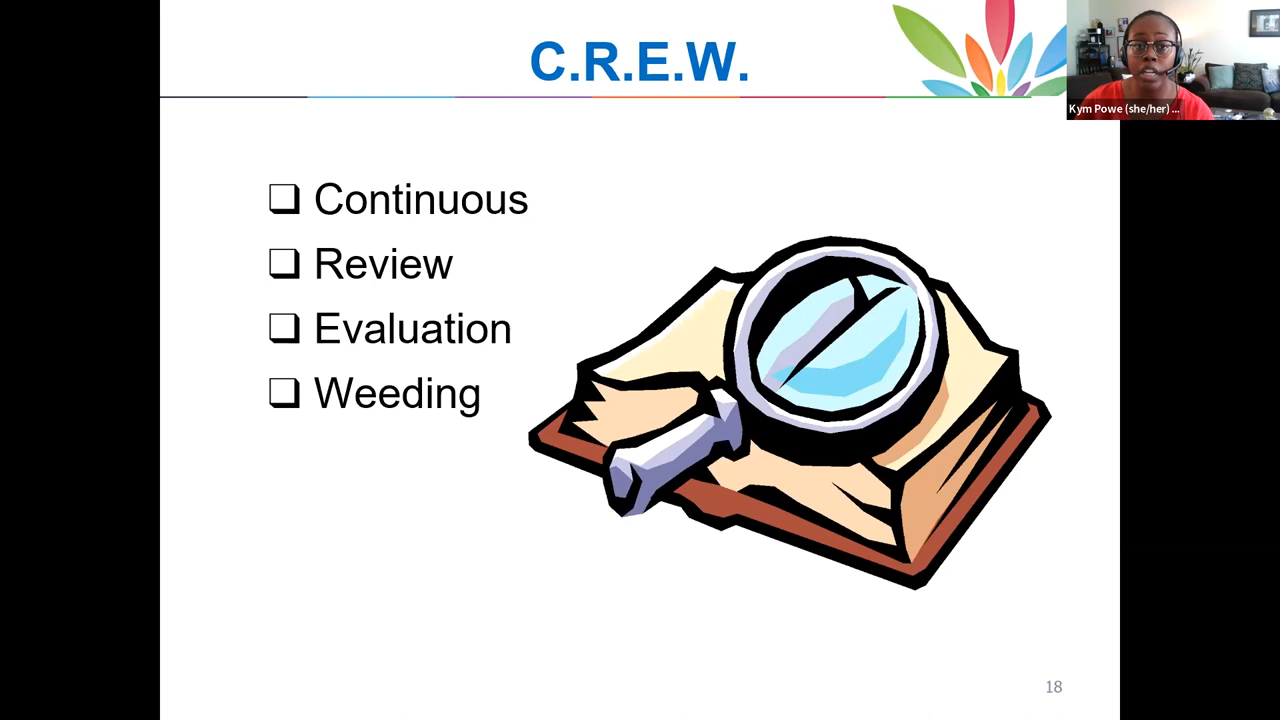 C.R.E.W.
Kym Powe (she/her) ...
❑ Continuous
❑ Review
❑ Evaluation
❑ Weeding
18